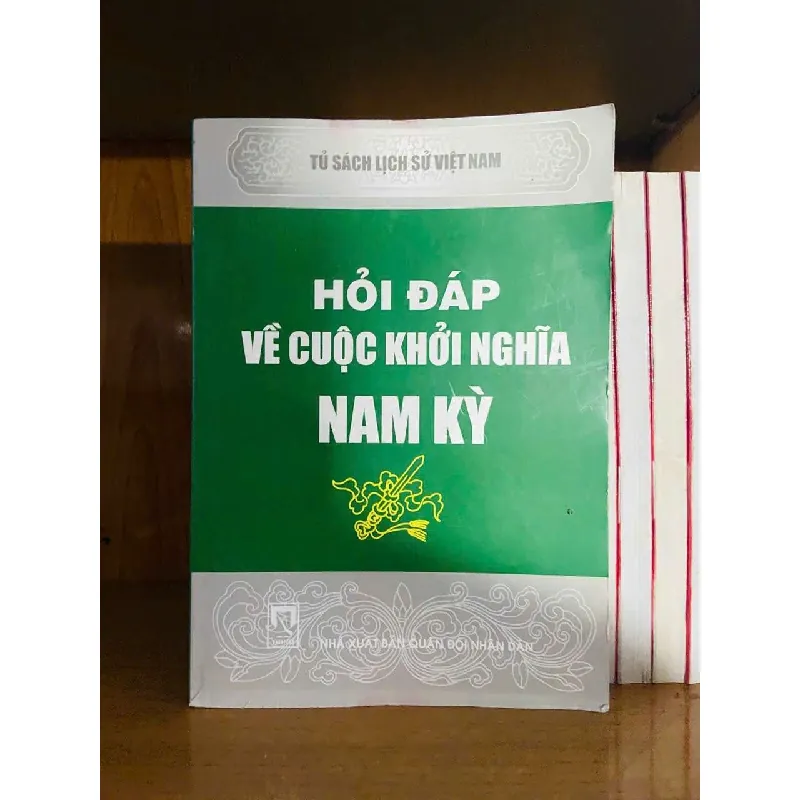 TỦ SÁCH LỊCH SỬ VIỆT NAM
HỎI ĐÁP
VỀ CUỘC KHỞI NGHĨA
NAM KỲ
NHÀ XUẤT BẢN QUÂN ĐỘI NHÂN DÂN